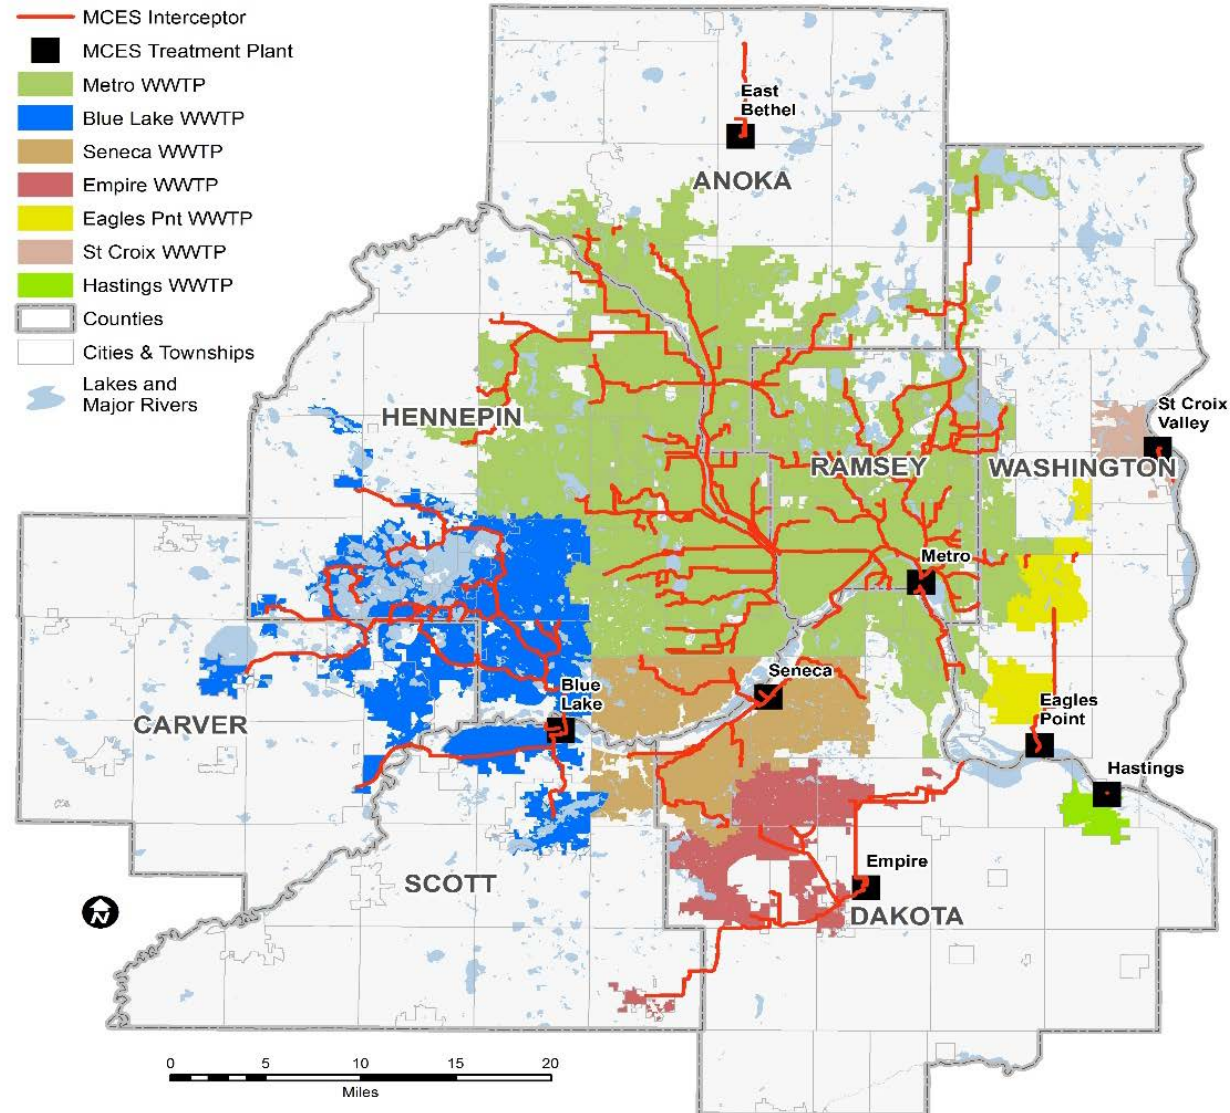 MCES Interceptor
MCES Treatment Plant
Metro WWTP
Blue Lake WWTP
Seneca WWTP
Empire WWTP
Eagles Pnt WWTP
St Croix WWTP
Hastings WWTP
Counties
Cities & Townships
Lakes and
Major Rivers
East
Bethel
ANOKA
HENNEPIN
St Croix
Valley
RAMSEY
WASHINGTON
Metro
Seneca
Blue
Lake
Eagles
Point
CARVER
Hastings
Empire
SCOTT
DAKOTA
N
0 5 10 15 20
Miles